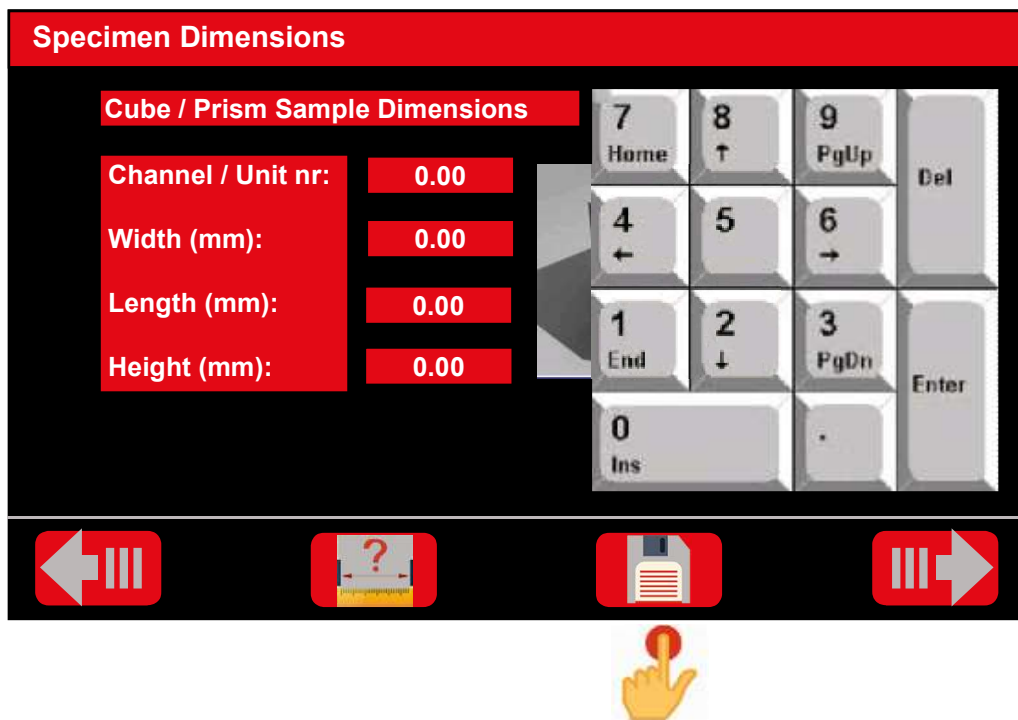 Specimen Dimensions
Cube / Prism Sample Dimensions
Channel / Unit nr: 0.00
Width (mm): 0.00
Length (mm): 0.00
Height (mm): 0.00
7 8 9
Home ↑ PgUp
Del
4 5 6
← →
1 2 3
End ↓ PgDn
Enter
0 .
Ins
?